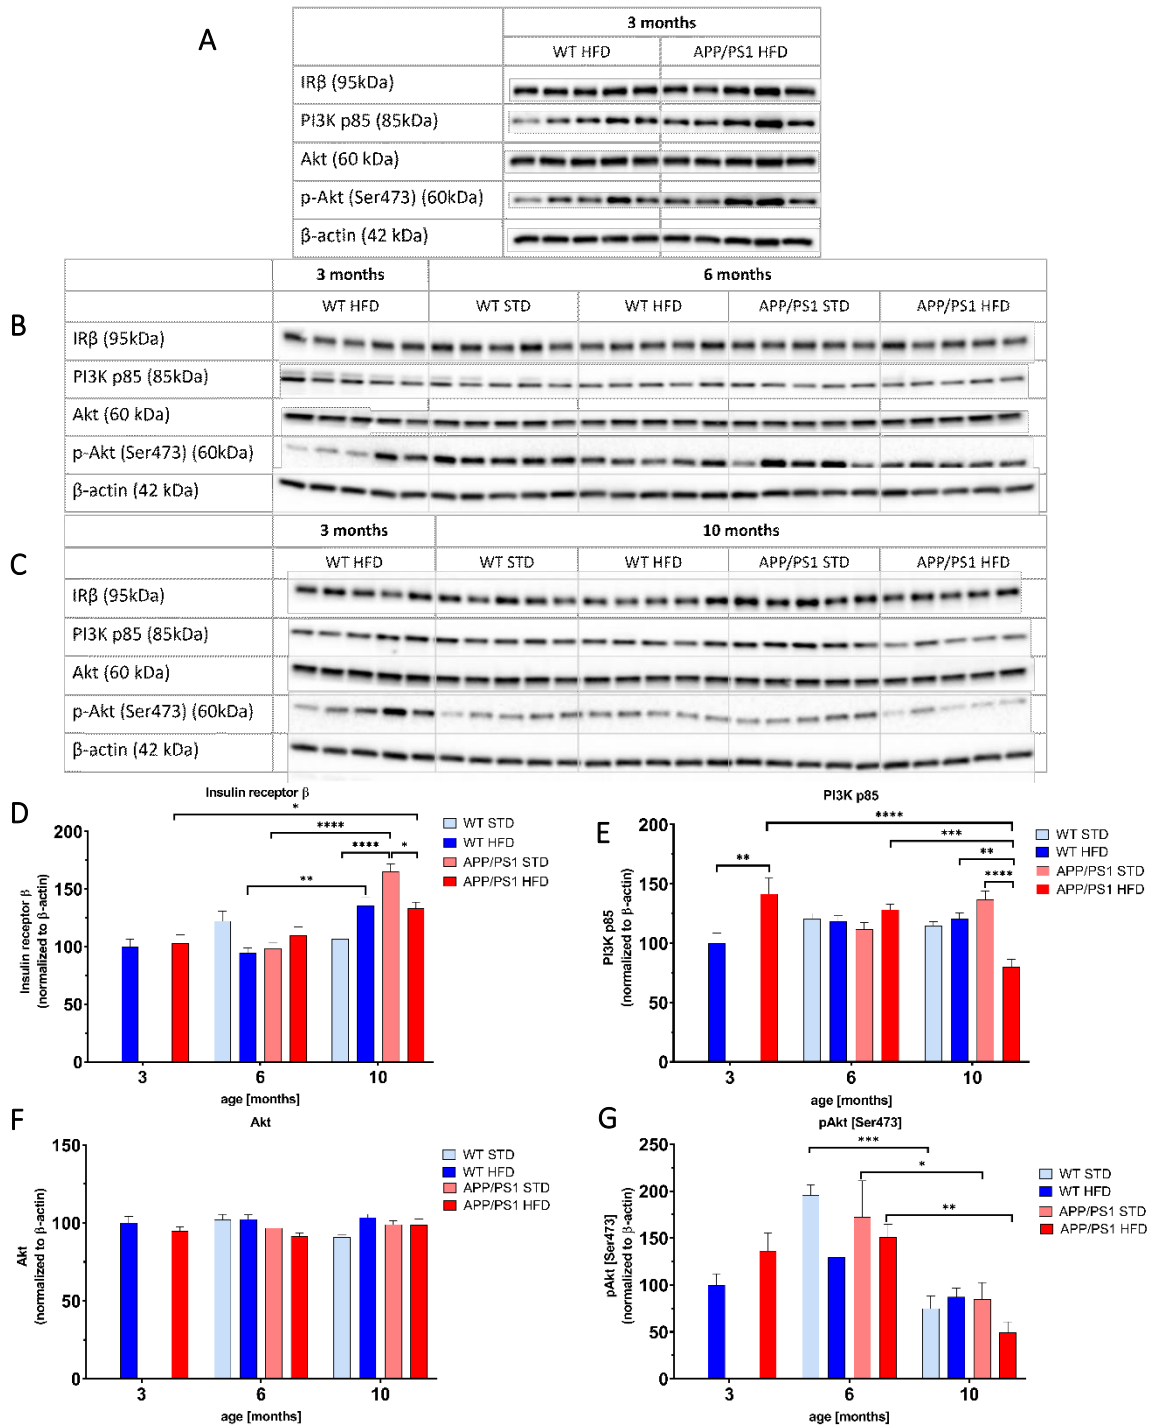 A
3 months
WT HFD APP/PS1 HFD
IRβ (95kDa)
PI3K p85 (85kDa)
Akt (60 kDa)
p-Akt (Ser473) (60kDa)
β-actin (42 kDa)
B
3 months 6 months
WT HFD WT STD WT HFD APP/PS1 STD APP/PS1 HFD
IRβ (95kDa)
PI3K p85 (85kDa)
Akt (60 kDa)
p-Akt (Ser473) (60kDa)
β-actin (42 kDa)
C
3 months 10 months
WT HFD WT STD WT HFD APP/PS1 STD APP/PS1 HFD
IRβ (95kDa)
PI3K p85 (85kDa)
Akt (60 kDa)
p-Akt (Ser473) (60kDa)
β-actin (42 kDa)
D
Insulin receptor β
Insulin receptor β
(normalized to β-actin)
200
150
100
50
0
*
****
**** *
**
3 6 10
age [months]
WT STD
WT HFD
APP/PS1 STD
APP/PS1 HFD
E
PI3K p85
PI3K p85
(normalized to β-actin)
200
150
100
50
0
****
***
** **
****
3 6 10
age [months]
WT STD
WT HFD
APP/PS1 STD
APP/PS1 HFD
F
Akt
Akt
(normalized to β-actin)
150
100
50
0
3 6 10
age [months]
WT STD
WT HFD
APP/PS1 STD
APP/PS1 HFD
G
pAkt [Ser473]
pAkt [Ser473]
(normalized to β-actin)
250
200
150
100
50
0
***
*
**
3 6 10
age [months]
WT STD
WT HFD
APP/PS1 STD
APP/PS1 HFD